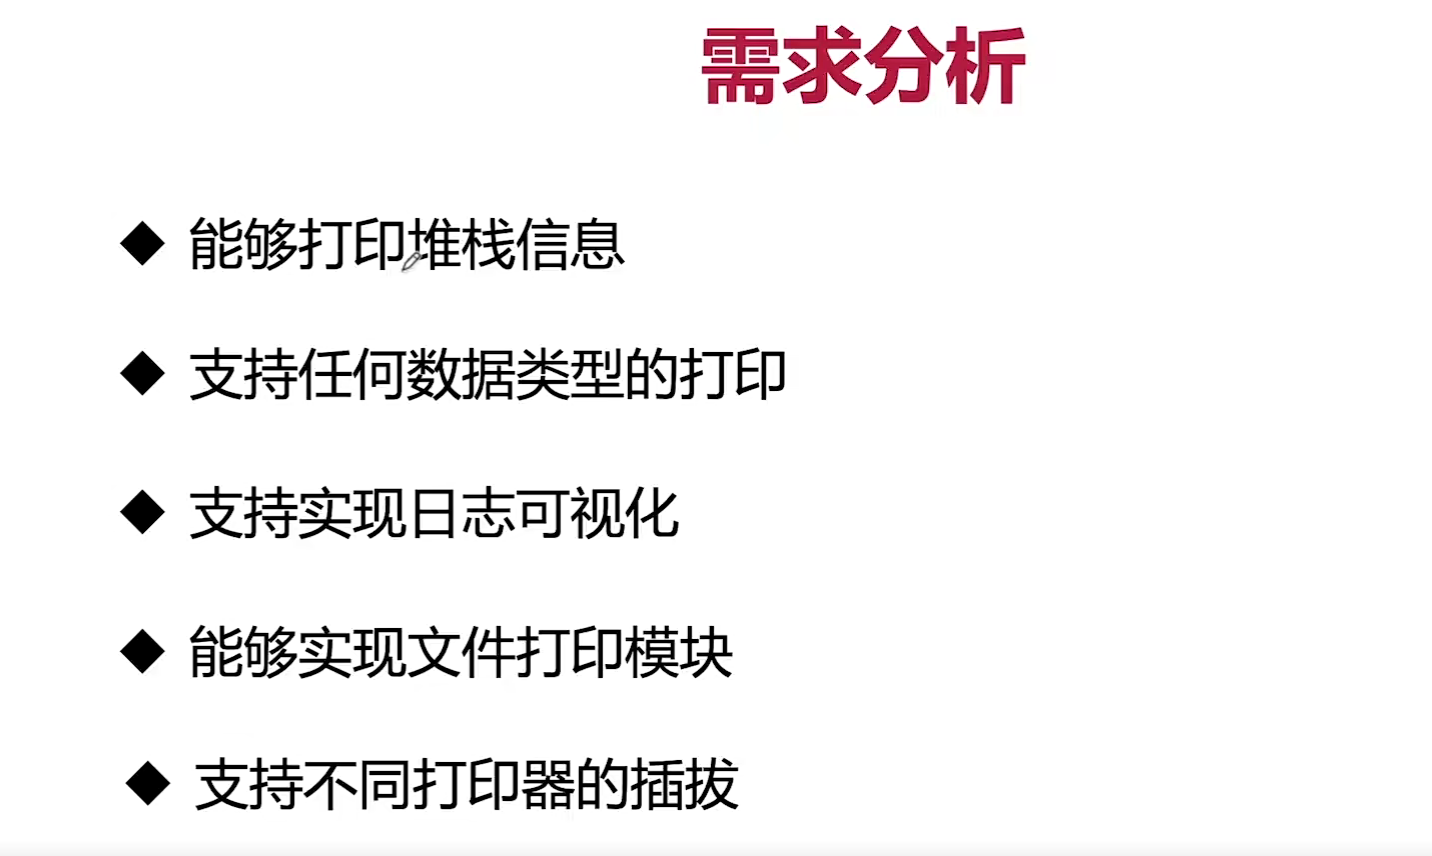 需求分析
◆ 能够打印堆栈信息
◆ 支持任何数据类型的打印
◆ 支持实现日志可视化
◆ 能够实现文件打印模块
◆ 支持不同打印器的插拔